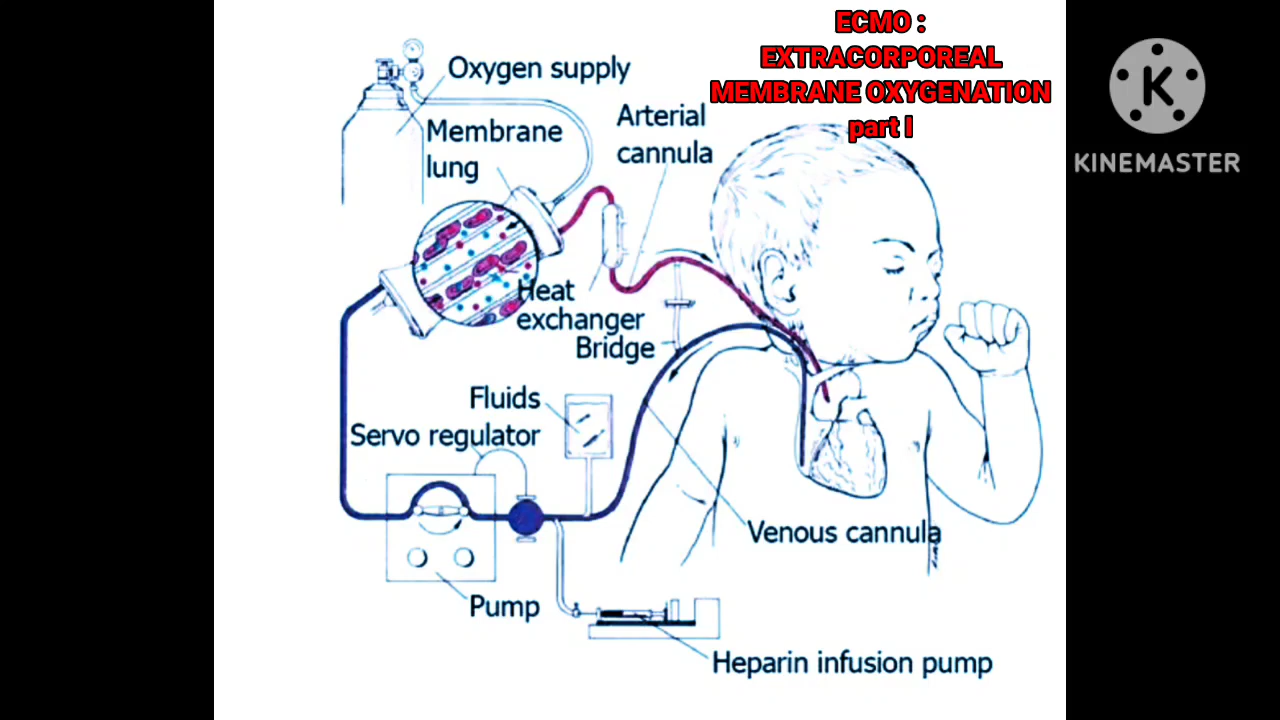 ECMO :
EXTRACORPOREAL
MEMBRANE OXYGENATION
part I
K
KINEMASTER
Oxygen supply
Membrane
lung
Arterial
cannula
Heat
exchanger
Bridge
Fluids
Servo regulator
Venous cannula
Pump
Heparin infusion pump